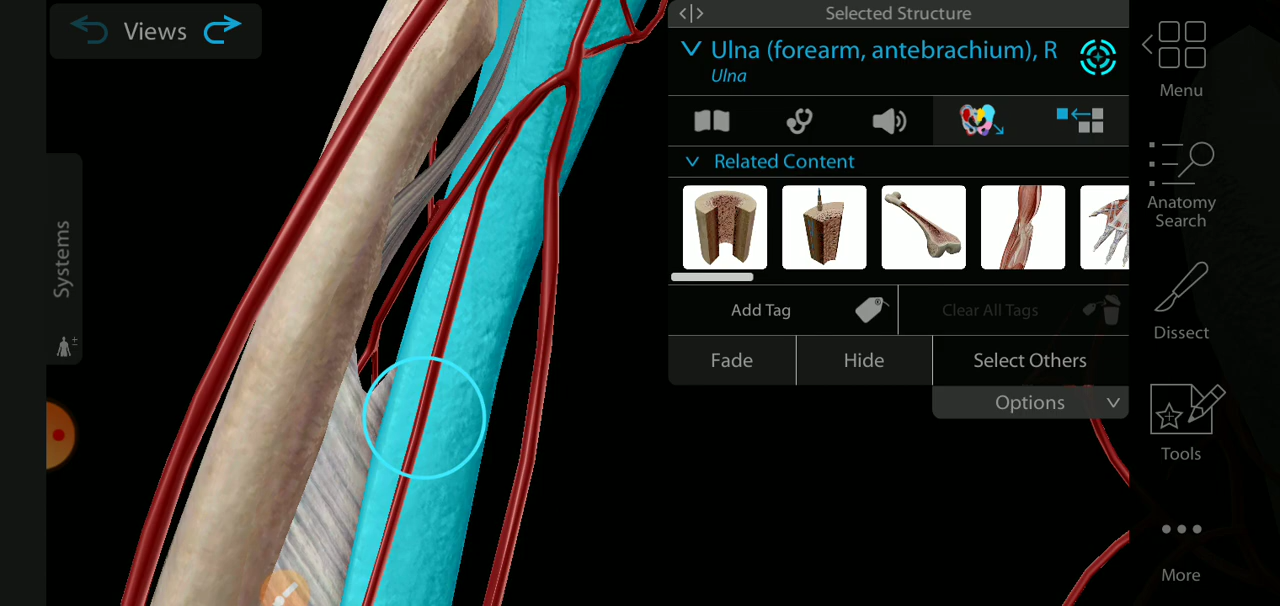 Views
Systems
Selected Structure
Ulna (forearm, antebrachium), R
Ulna
Related Content
Add Tag
Clear All Tags
Fade
Hide
Select Others
Options
Menu
Anatomy
Search
Dissect
Tools
More